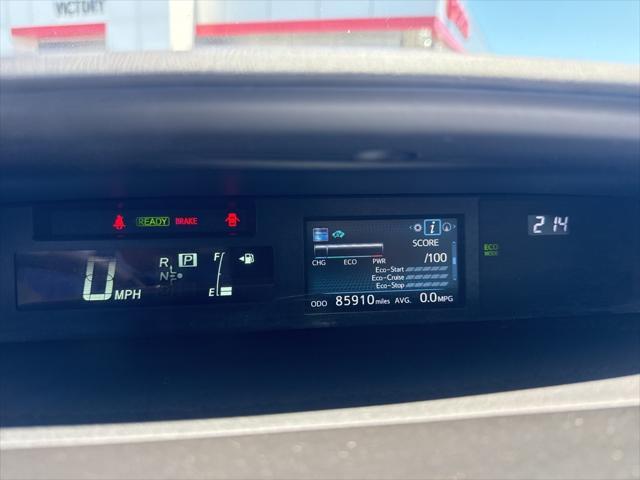 VICTORY
READY BRAKE
0 MPH
R
N
L
P
F
E
i
SCORE
/100
CHG ECO PWR
Eco-Start
Eco-Cruise
Eco-Stop
ODO 85910 miles AVG. 0.0 MPG
ECO
MODE
2:14